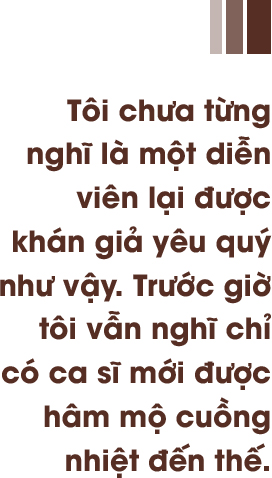 Tôi chưa từng
nghĩ là một diễn
viên lại được
khán giả yêu quý
như vậy. Trước giờ
tôi vẫn nghĩ chỉ
có ca sĩ mới được
hâm mộ cuồng
nhiệt đến thế.